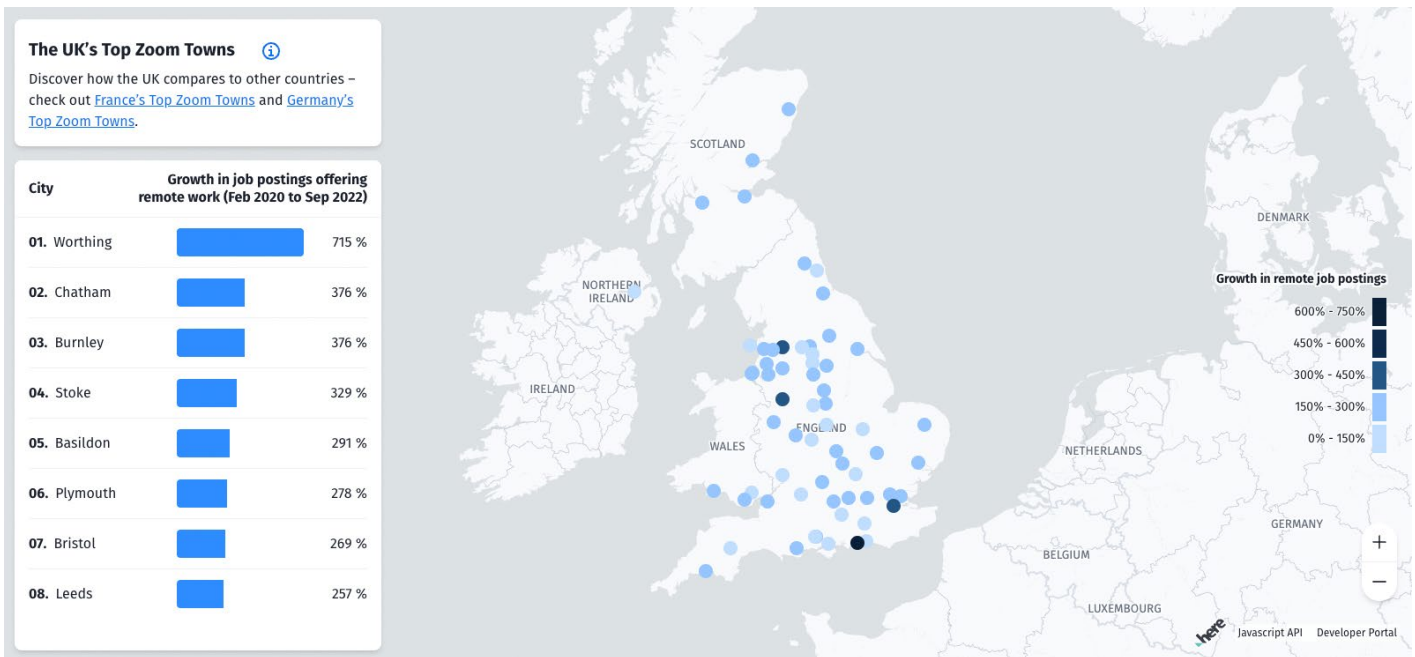 The UK’s Top Zoom Towns
Discover how the UK compares to other countries –
check out France’s Top Zoom Towns and Germany’s
Top Zoom Towns.
City
Growth in job postings offering
remote work (Feb 2020 to Sep 2022)
01. Worthing 715 %
02. Chatham 376 %
03. Burnley 376 %
04. Stoke 329 %
05. Basildon 291 %
06. Plymouth 278 %
07. Bristol 269 %
08. Leeds 257 %
SCOTLAND
NORTHERN
IRELAND
IRELAND
ENGLAND
WALES
DENMARK
NETHERLANDS
GERMANY
BELGIUM
LUXEMBOURG
Growth in remote job postings
600% - 750%
450% - 600%
300% - 450%
150% - 300%
0% - 150%
+
−
here
Javascript API Developer Portal